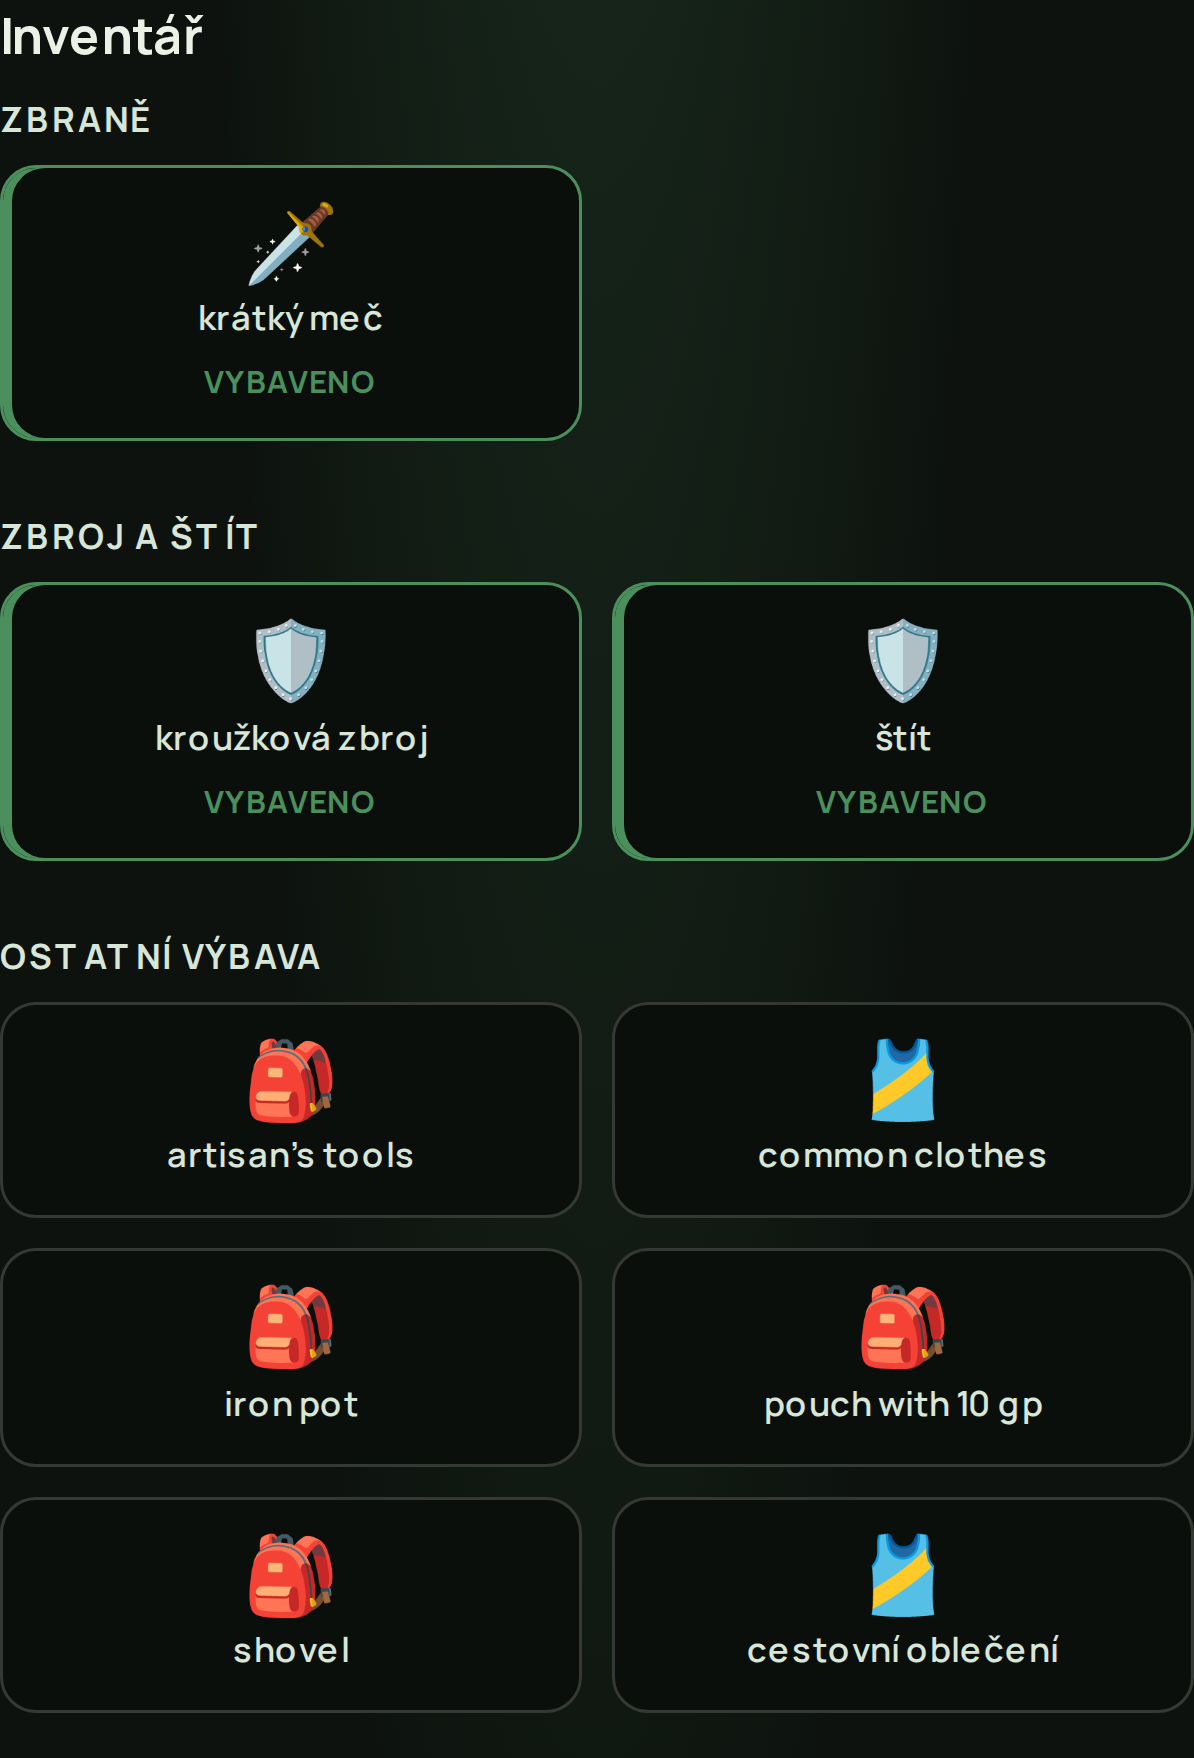 Inventář
ZBRANĚ
krátký meč
VYBAVENO
ZBROJ A ŠTÍT
kroužková zbroj
VYBAVENO
štít
VYBAVENO
OSTATNÍ VÝBAVA
artisan’s tools
common clothes
iron pot
pouch with 10 gp
shovel
cestovní oblečení